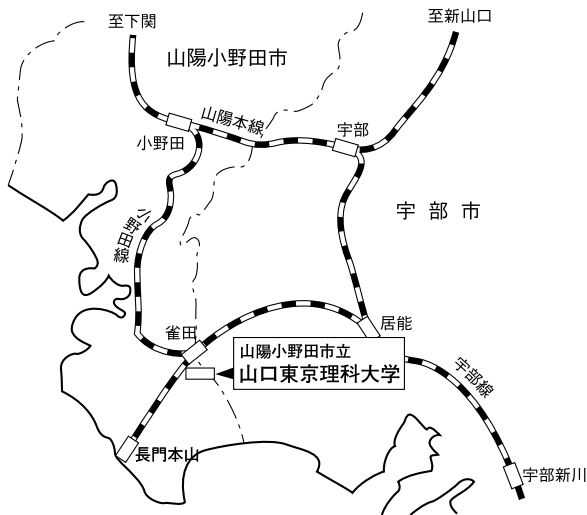 至下関
至新山口
山陽小野田市
山陽本線
小野田
宇部
小野田線
宇部市
雀田
居能
山陽小野田市立
山口東京理科大学
宇部線
長門本山
宇部新川